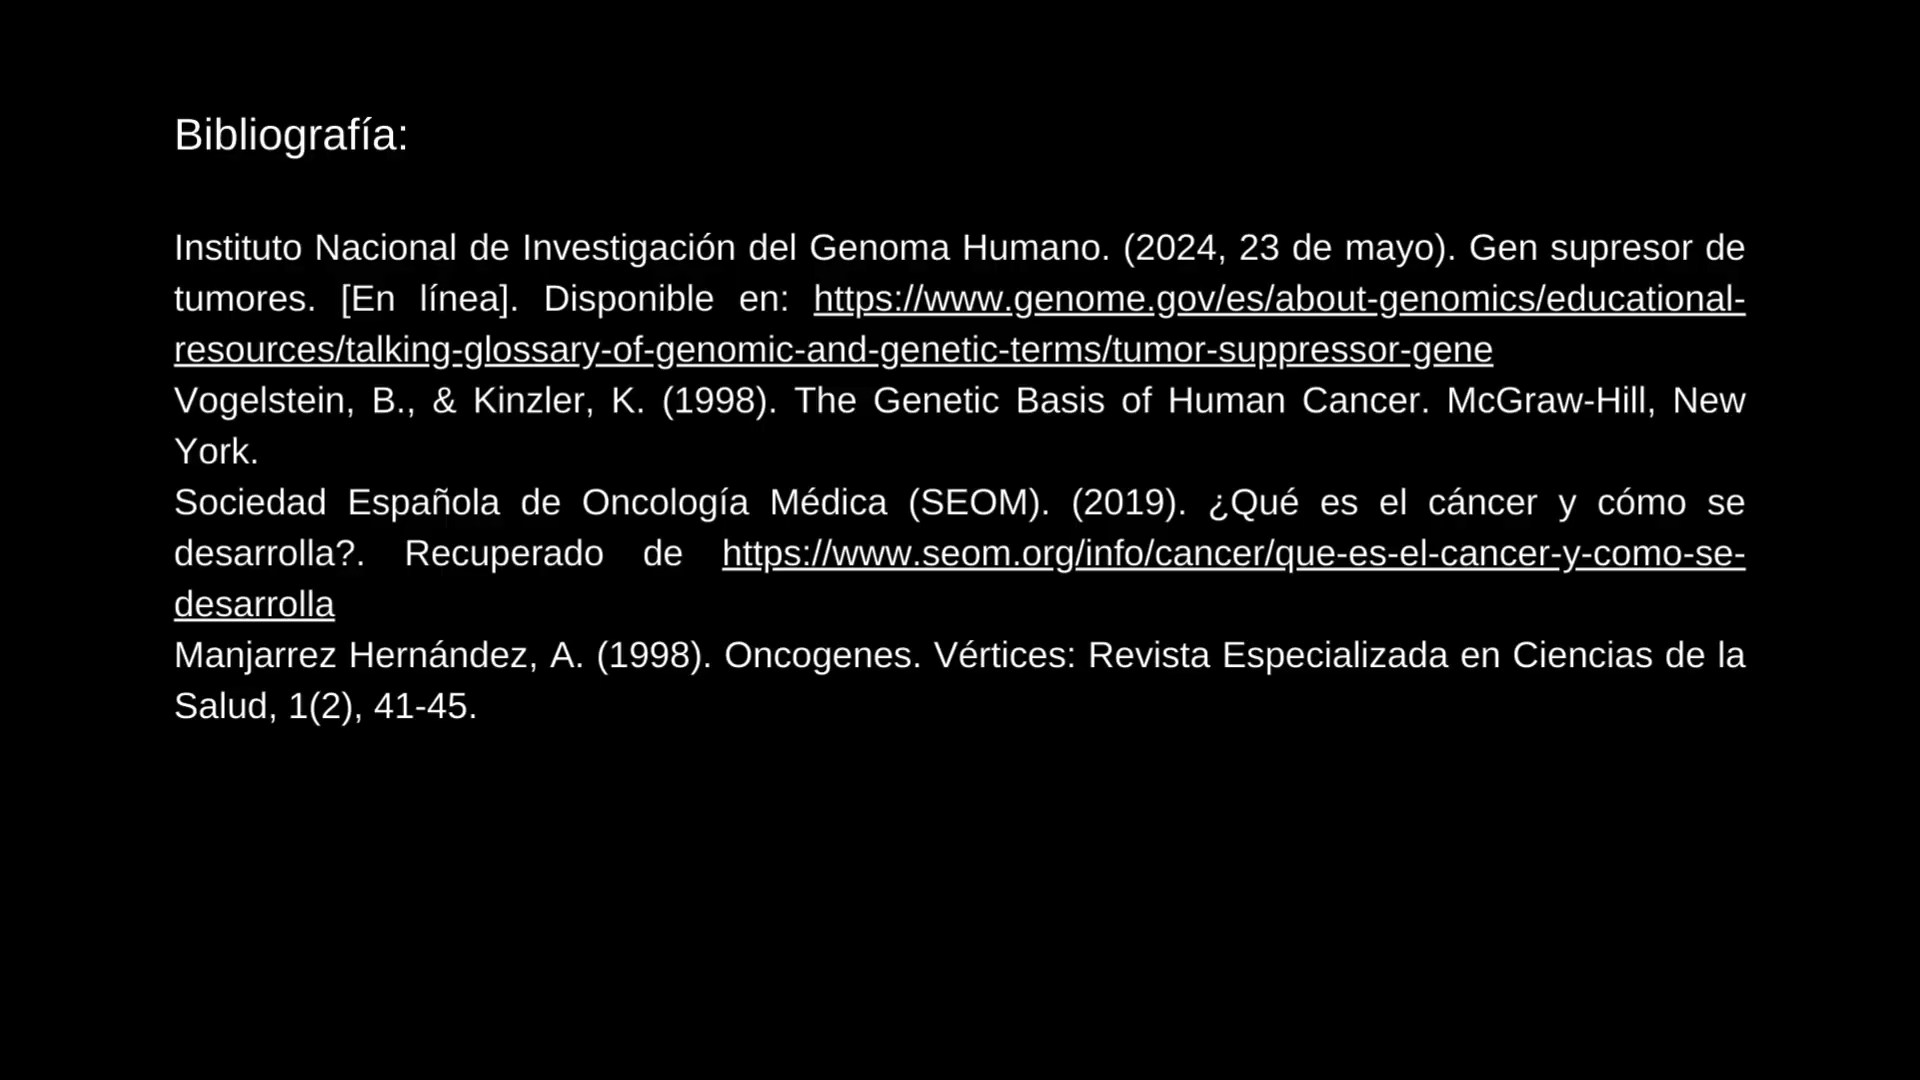 Bibliografía:
Instituto Nacional de Investigación del Genoma Humano. (2024, 23 de mayo). Gen supresor de
tumores. [En línea]. Disponible en: https://www.genome.gov/es/about-genomics/educational-
resources/talking-glossary-of-genomic-and-genetic-terms/tumor-suppressor-gene
Vogelstein, B., & Kinzler, K. (1998). The Genetic Basis of Human Cancer. McGraw-Hill, New
York.
Sociedad Española de Oncología Médica (SEOM). (2019). ¿Qué es el cáncer y cómo se
desarrolla?. Recuperado de https://www.seom.org/info/cancer/que-es-el-cancer-y-como-se-
desarrolla
Manjarrez Hernández, A. (1998). Oncogenes. Vértices: Revista Especializada en Ciencias de la
Salud, 1(2), 41-45.